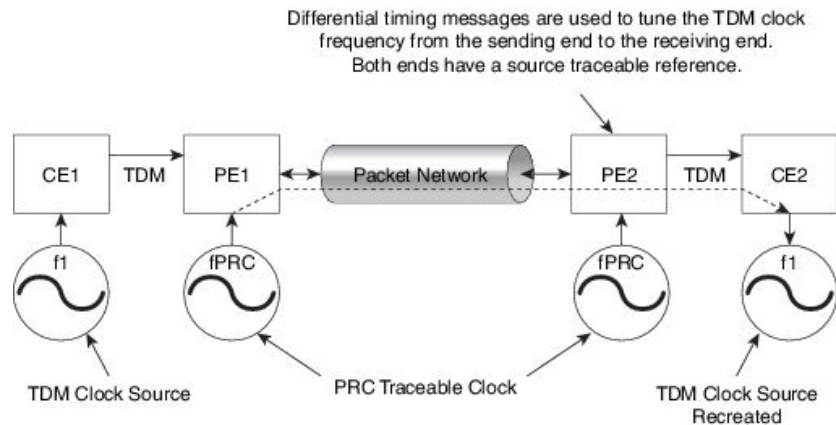 Differential timing messages are used to tune the TDM clock
frequency from the sending end to the receiving end.
Both ends have a source traceable reference.
CE1
TDM
PE1
Packet Network
PE2
TDM
CE2
f1
fPRC
fPRC
f1
TDM Clock Source
PRC Traceable Clock
TDM Clock Source
Recreated